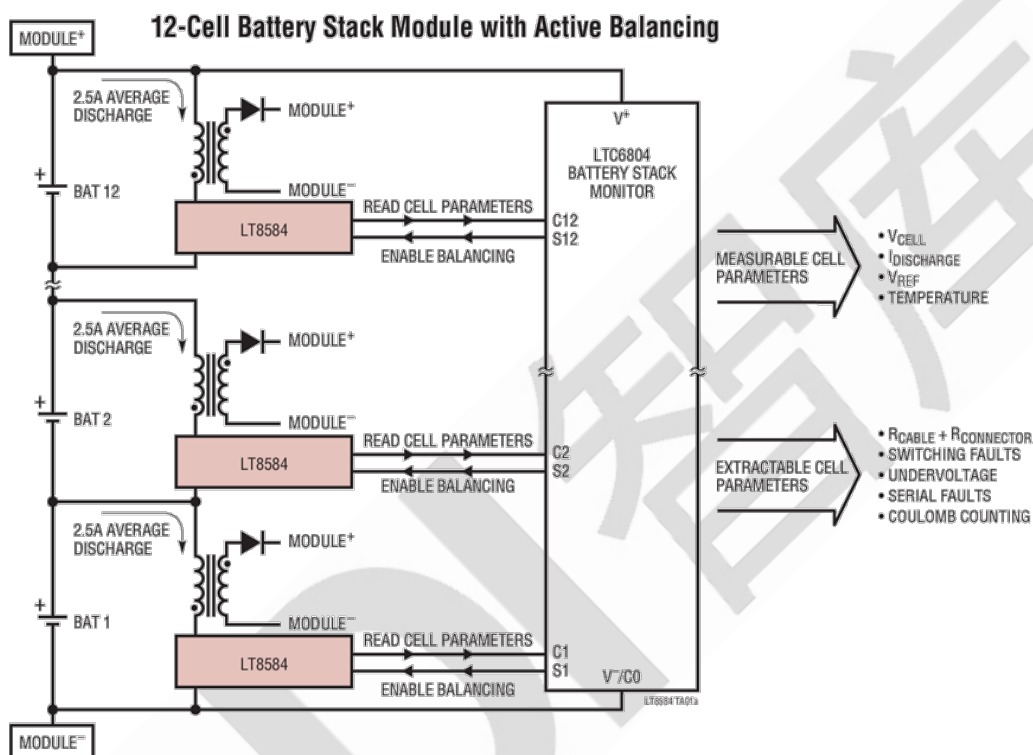 12-Cell Battery Stack Module with Active Balancing
MODULE+
2.5A AVERAGE
DISCHARGE
MODULE+
MODULE–
+
BAT 12
LT8584
READ CELL PARAMETERS
ENABLE BALANCING
C12
S12
V+
LTC6804
BATTERY STACK
MONITOR
MEASURABLE CELL
PARAMETERS
• VCELL
• IDISCHARGE
• VREF
• TEMPERATURE
2.5A AVERAGE
DISCHARGE
MODULE+
MODULE–
+
BAT 2
LT8584
READ CELL PARAMETERS
ENABLE BALANCING
C2
S2
EXTRACTABLE CELL
PARAMETERS
• RCABLE + RCONNECTOR
• SWITCHING FAULTS
• UNDERVOLTAGE
• SERIAL FAULTS
• COULOMB COUNTING
2.5A AVERAGE
DISCHARGE
MODULE+
MODULE–
+
BAT 1
LT8584
READ CELL PARAMETERS
ENABLE BALANCING
C1
S1
V–/C0
LT8584 TA01a
MODULE–
智库